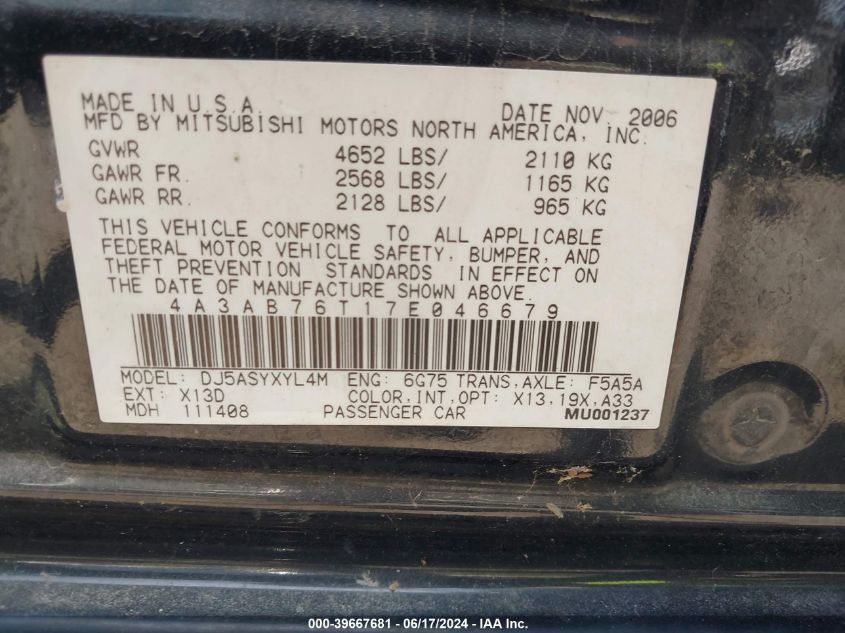 MADE IN U.S.A. DATE NOV 2006
MFD BY MITSUBISHI MOTORS NORTH AMERICA, INC.
GVWR 4652 LBS/ 2110 KG
GAWR FR. 2568 LBS/ 1165 KG
GAWR RR. 2128 LBS/ 965 KG
THIS VEHICLE CONFORMS TO ALL APPLICABLE
FEDERAL MOTOR VEHICLE SAFETY, BUMPER, AND
THEFT PREVENTION STANDARDS IN EFFECT ON
THE DATE OF MANUFACTURE SHOWN ABOVE.
4A3AB76T17E046679
MODEL: DJ5ASYXYL4M ENG: 6G75 TRANS,AXLE: F5A5A
EXT: X13D COLOR,INT,OPT: X13,19X,A33
MDH 111408 PASSENGER CAR MU001237
000-39667681 - 06/17/2024 - IAA Inc.